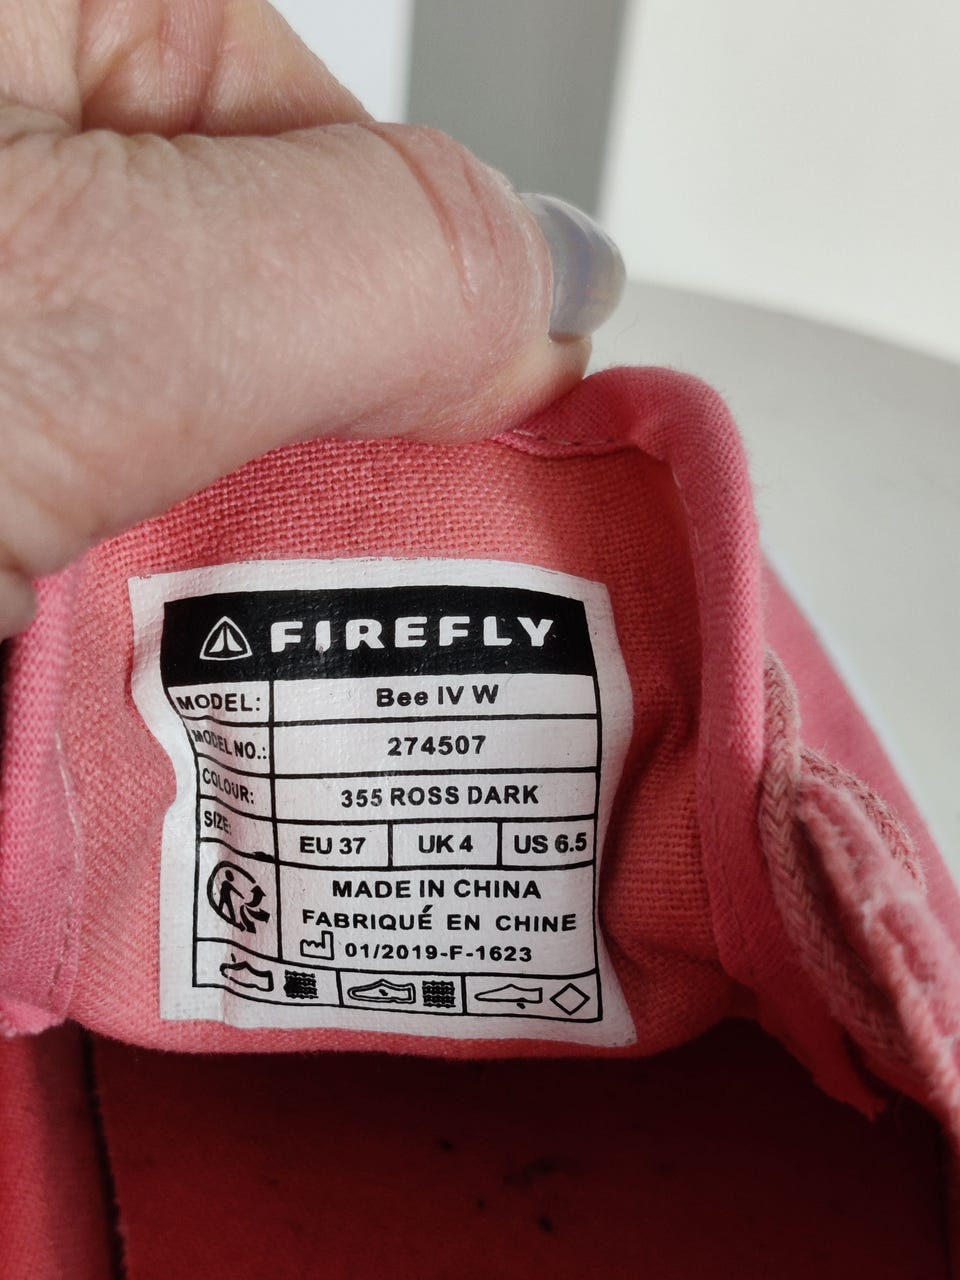 FIREFLY
MODEL: Bee IV W
MODEL NO.: 274507
COLOUR: 355 ROSS DARK
SIZE: EU 37 UK 4 US 6.5
MADE IN CHINA
FABRIQUÉ EN CHINE
01/2019-F-1623